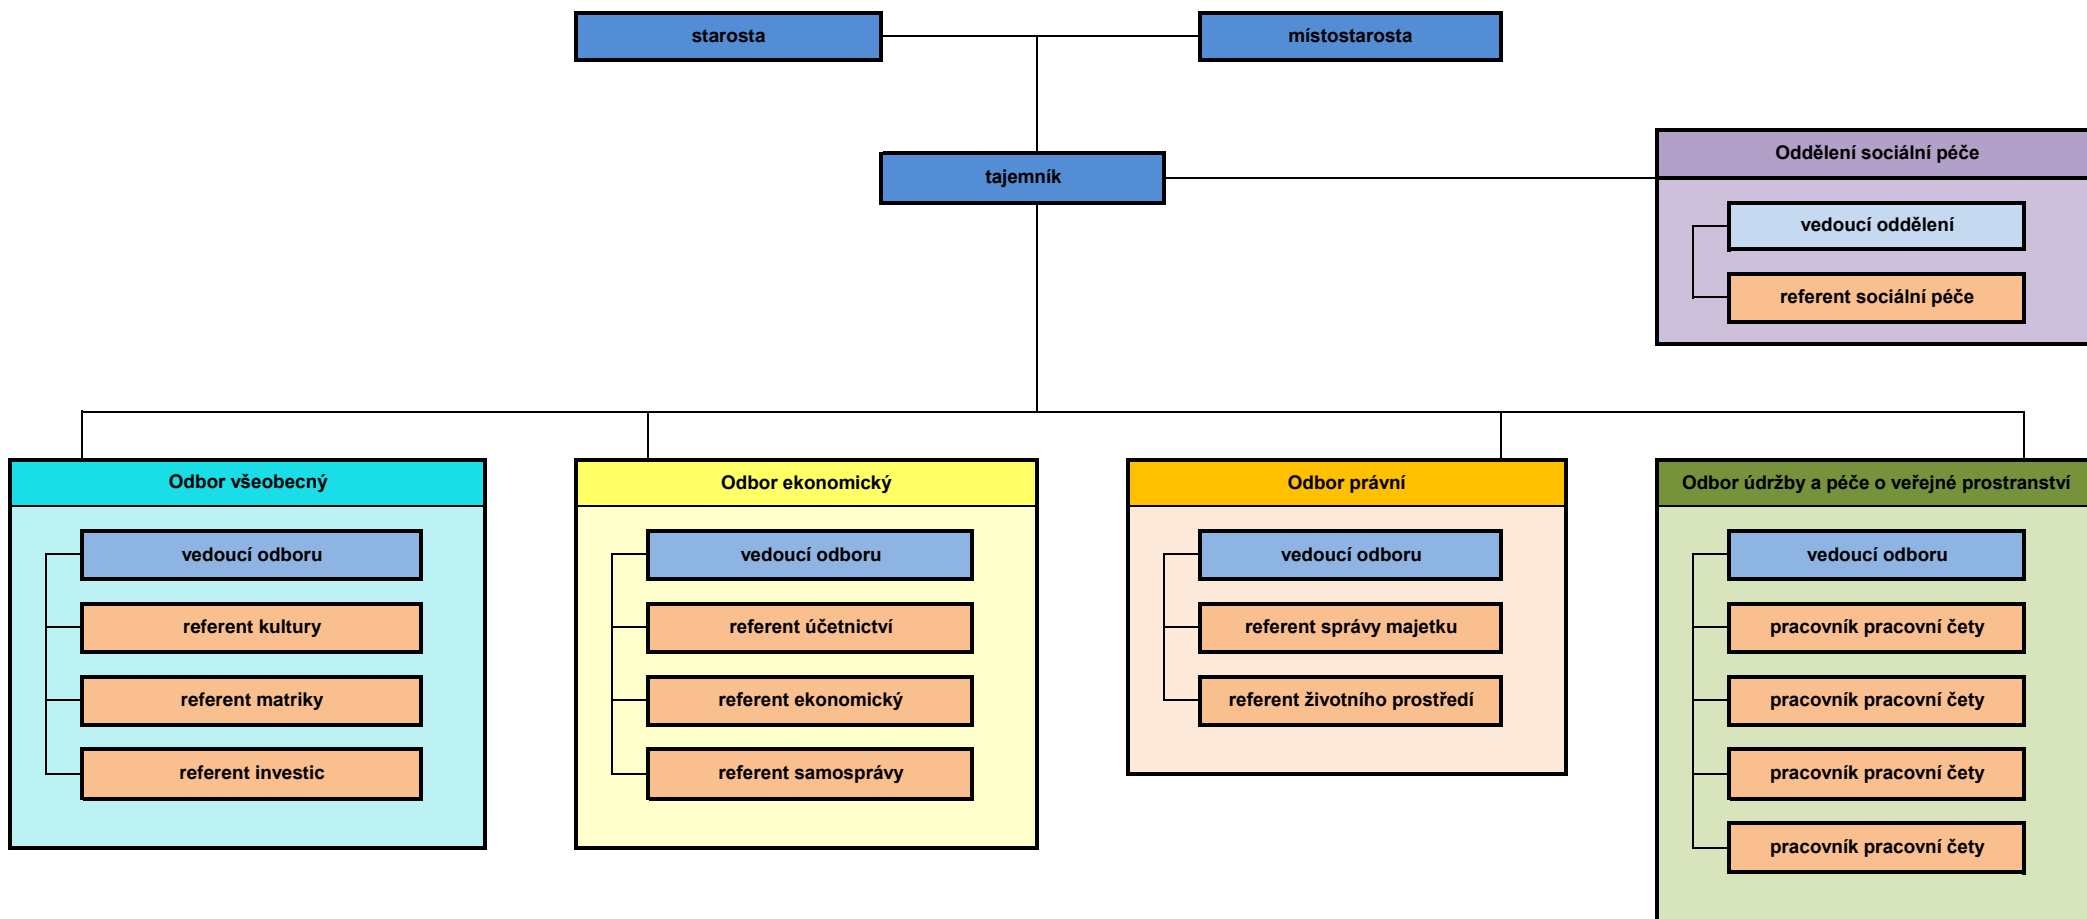 starosta
místostarosta
tajemník
Oddělení sociální péče
vedoucí oddělení
referent sociální péče
Odbor všeobecný
vedoucí odboru
referent kultury
referent matriky
referent investic
Odbor ekonomický
vedoucí odboru
referent účetnictví
referent ekonomický
referent samosprávy
Odbor právní
vedoucí odboru
referent správy majetku
referent životního prostředí
Odbor údržby a péče o veřejné prostranství
vedoucí odboru
pracovník pracovní čety
pracovník pracovní čety
pracovník pracovní čety
pracovník pracovní čety